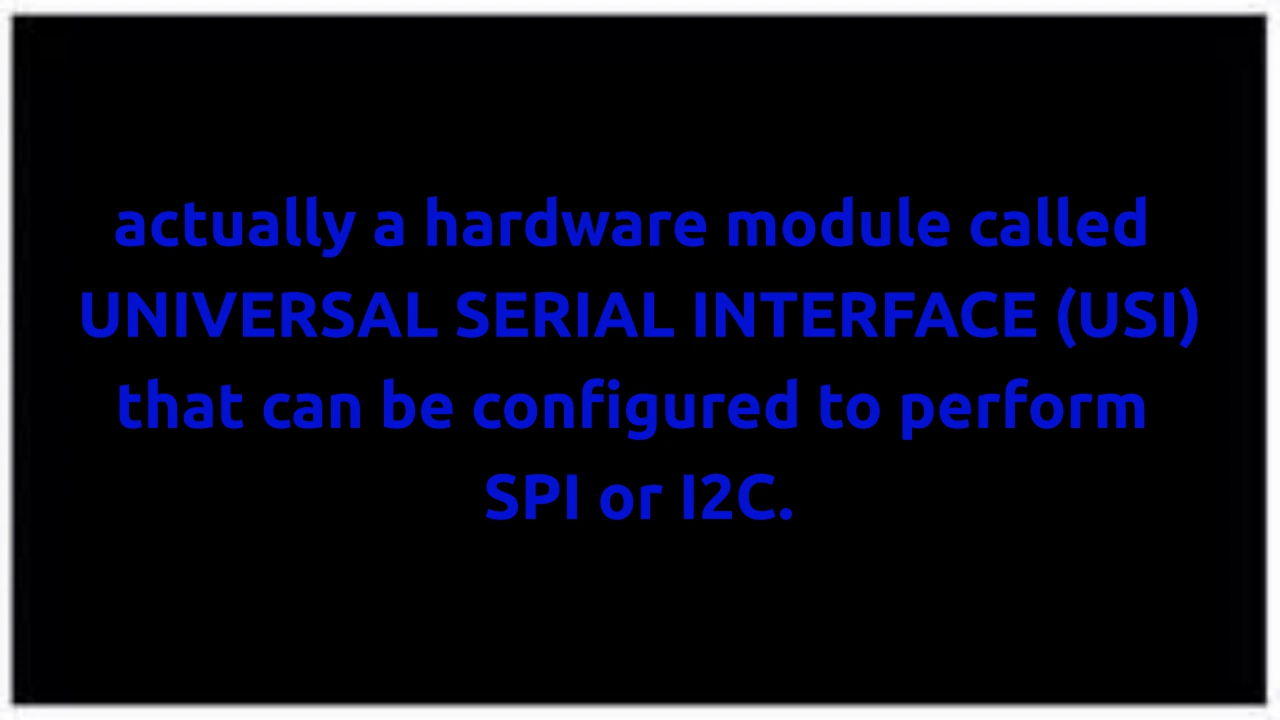 actually a hardware module called
UNIVERSAL SERIAL INTERFACE (USI)
that can be configured to perform
SPI or I2C.